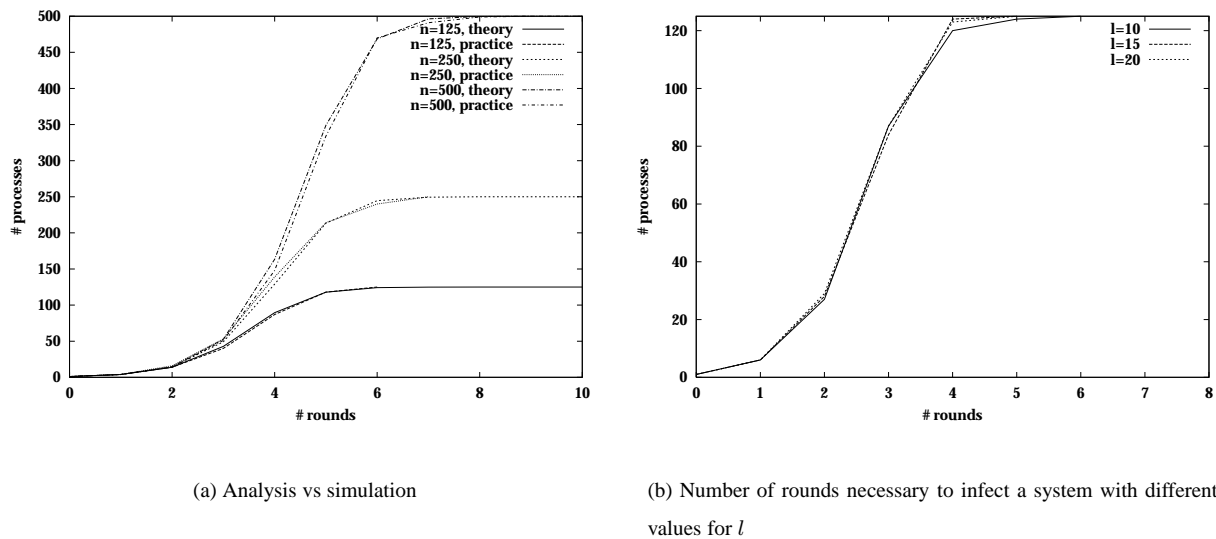 500
450
400
350
300
250
200
150
100
50
0
# processes
n=125, theory
n=125, practice
n=250, theory
n=250, practice
n=500, theory
n=500, practice
0 2 4 6 8 10
# rounds
(a) Analysis vs simulation
120
100
80
60
40
20
0
# processes
l=10
l=15
l=20
0 1 2 3 4 5 6 7 8
# rounds
(b) Number of rounds necessary to infect a system with different
values for l